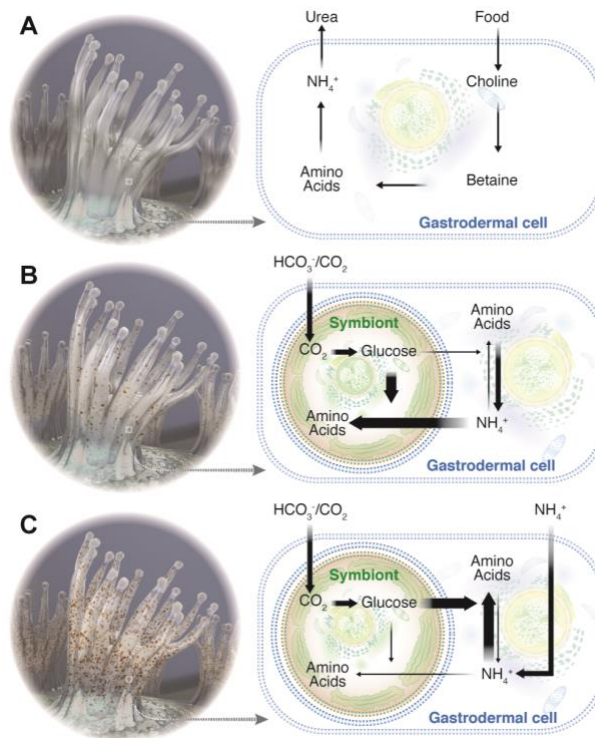 A
Urea
Food
NH₄⁺
Choline
Amino
Acids
Betaine
Gastrodermal cell
B
HCO₃⁻/CO₂
Symbiont
Amino
Acids
CO₂
Glucose
Amino
Acids
NH₄⁺
Gastrodermal cell
C
HCO₃⁻/CO₂
NH₄⁺
Symbiont
Amino
Acids
CO₂
Glucose
Amino
Acids
NH₄⁺
Gastrodermal cell